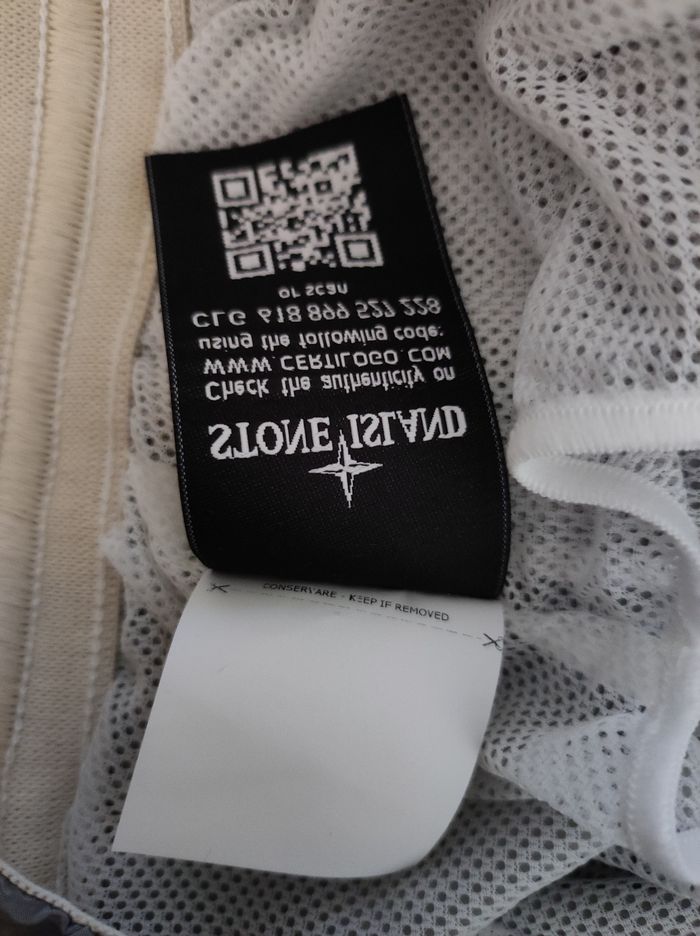 STONE ISLAND
Check the authenticity on
WWW.CERTILOGO.COM
using the following code:
CLG 618 899 527 228
or scan
CONSERVARE - KEEP IF REMOVED